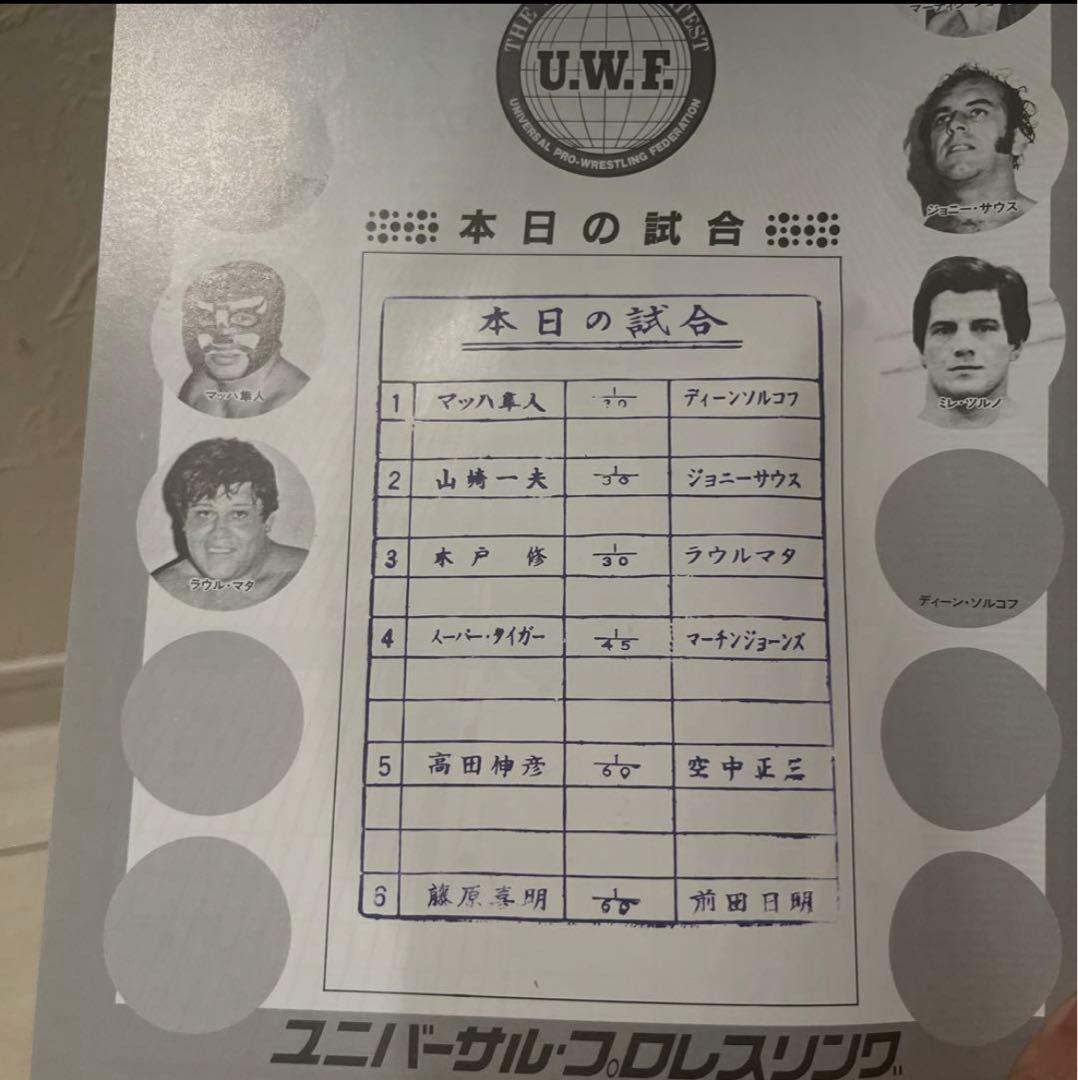 THE
U.W.F.
UNIVERSAL PRO-WRESTLING FEDERATION
ジョニー・サウス
本日の試合
マッハ隼人
ミレ・ツルノ
ラウル・マタ
ディーン・ソルコフ
本日の試合
1 マッハ隼人 1/30 ディーンソルコフ
2 山崎一夫 1/30 ジョニーサウス
3 木戸 修 1/30 ラウルマタ
4 スーパー・タイガー 1/45 マーチンジョーンズ
5 高田伸彦 1/60 空中正三
6 藤原喜明 1/60 前田日明
ユニバーサル・プロレスリング